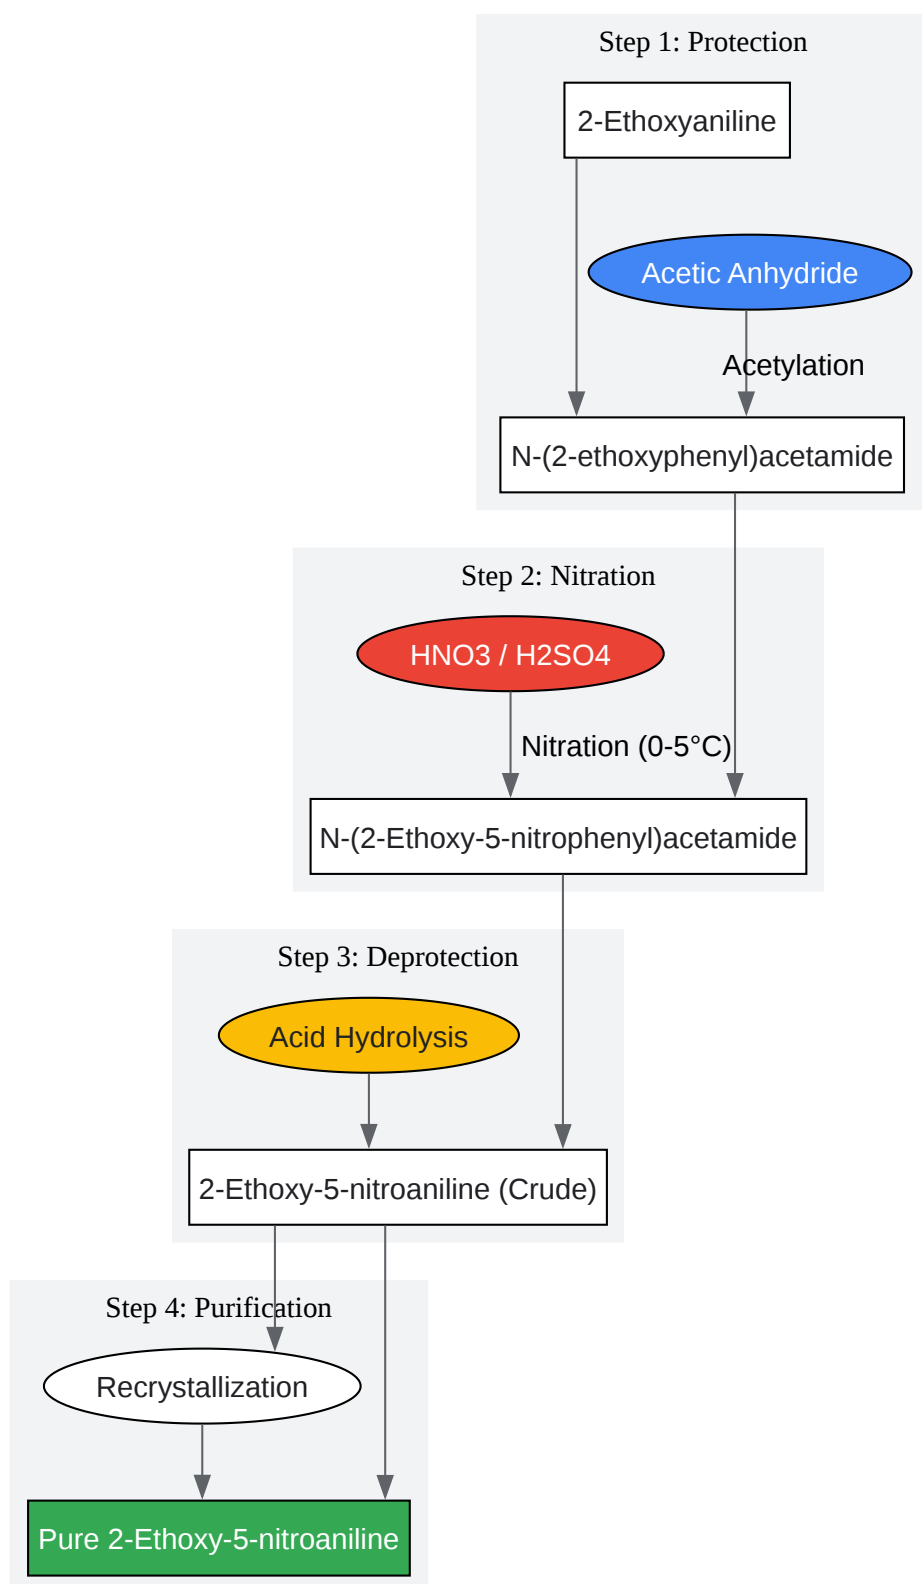 Step 1: Protection
2-Ethoxyaniline
Acetic Anhydride
Acetylation
N-(2-ethoxyphenyl)acetamide
Step 2: Nitration
HNO3 / H2SO4
Nitration (0-5°C)
N-(2-Ethoxy-5-nitrophenyl)acetamide
Step 3: Deprotection
Acid Hydrolysis
2-Ethoxy-5-nitroaniline (Crude)
Step 4: Purification
Recrystallization
Pure 2-Ethoxy-5-nitroaniline